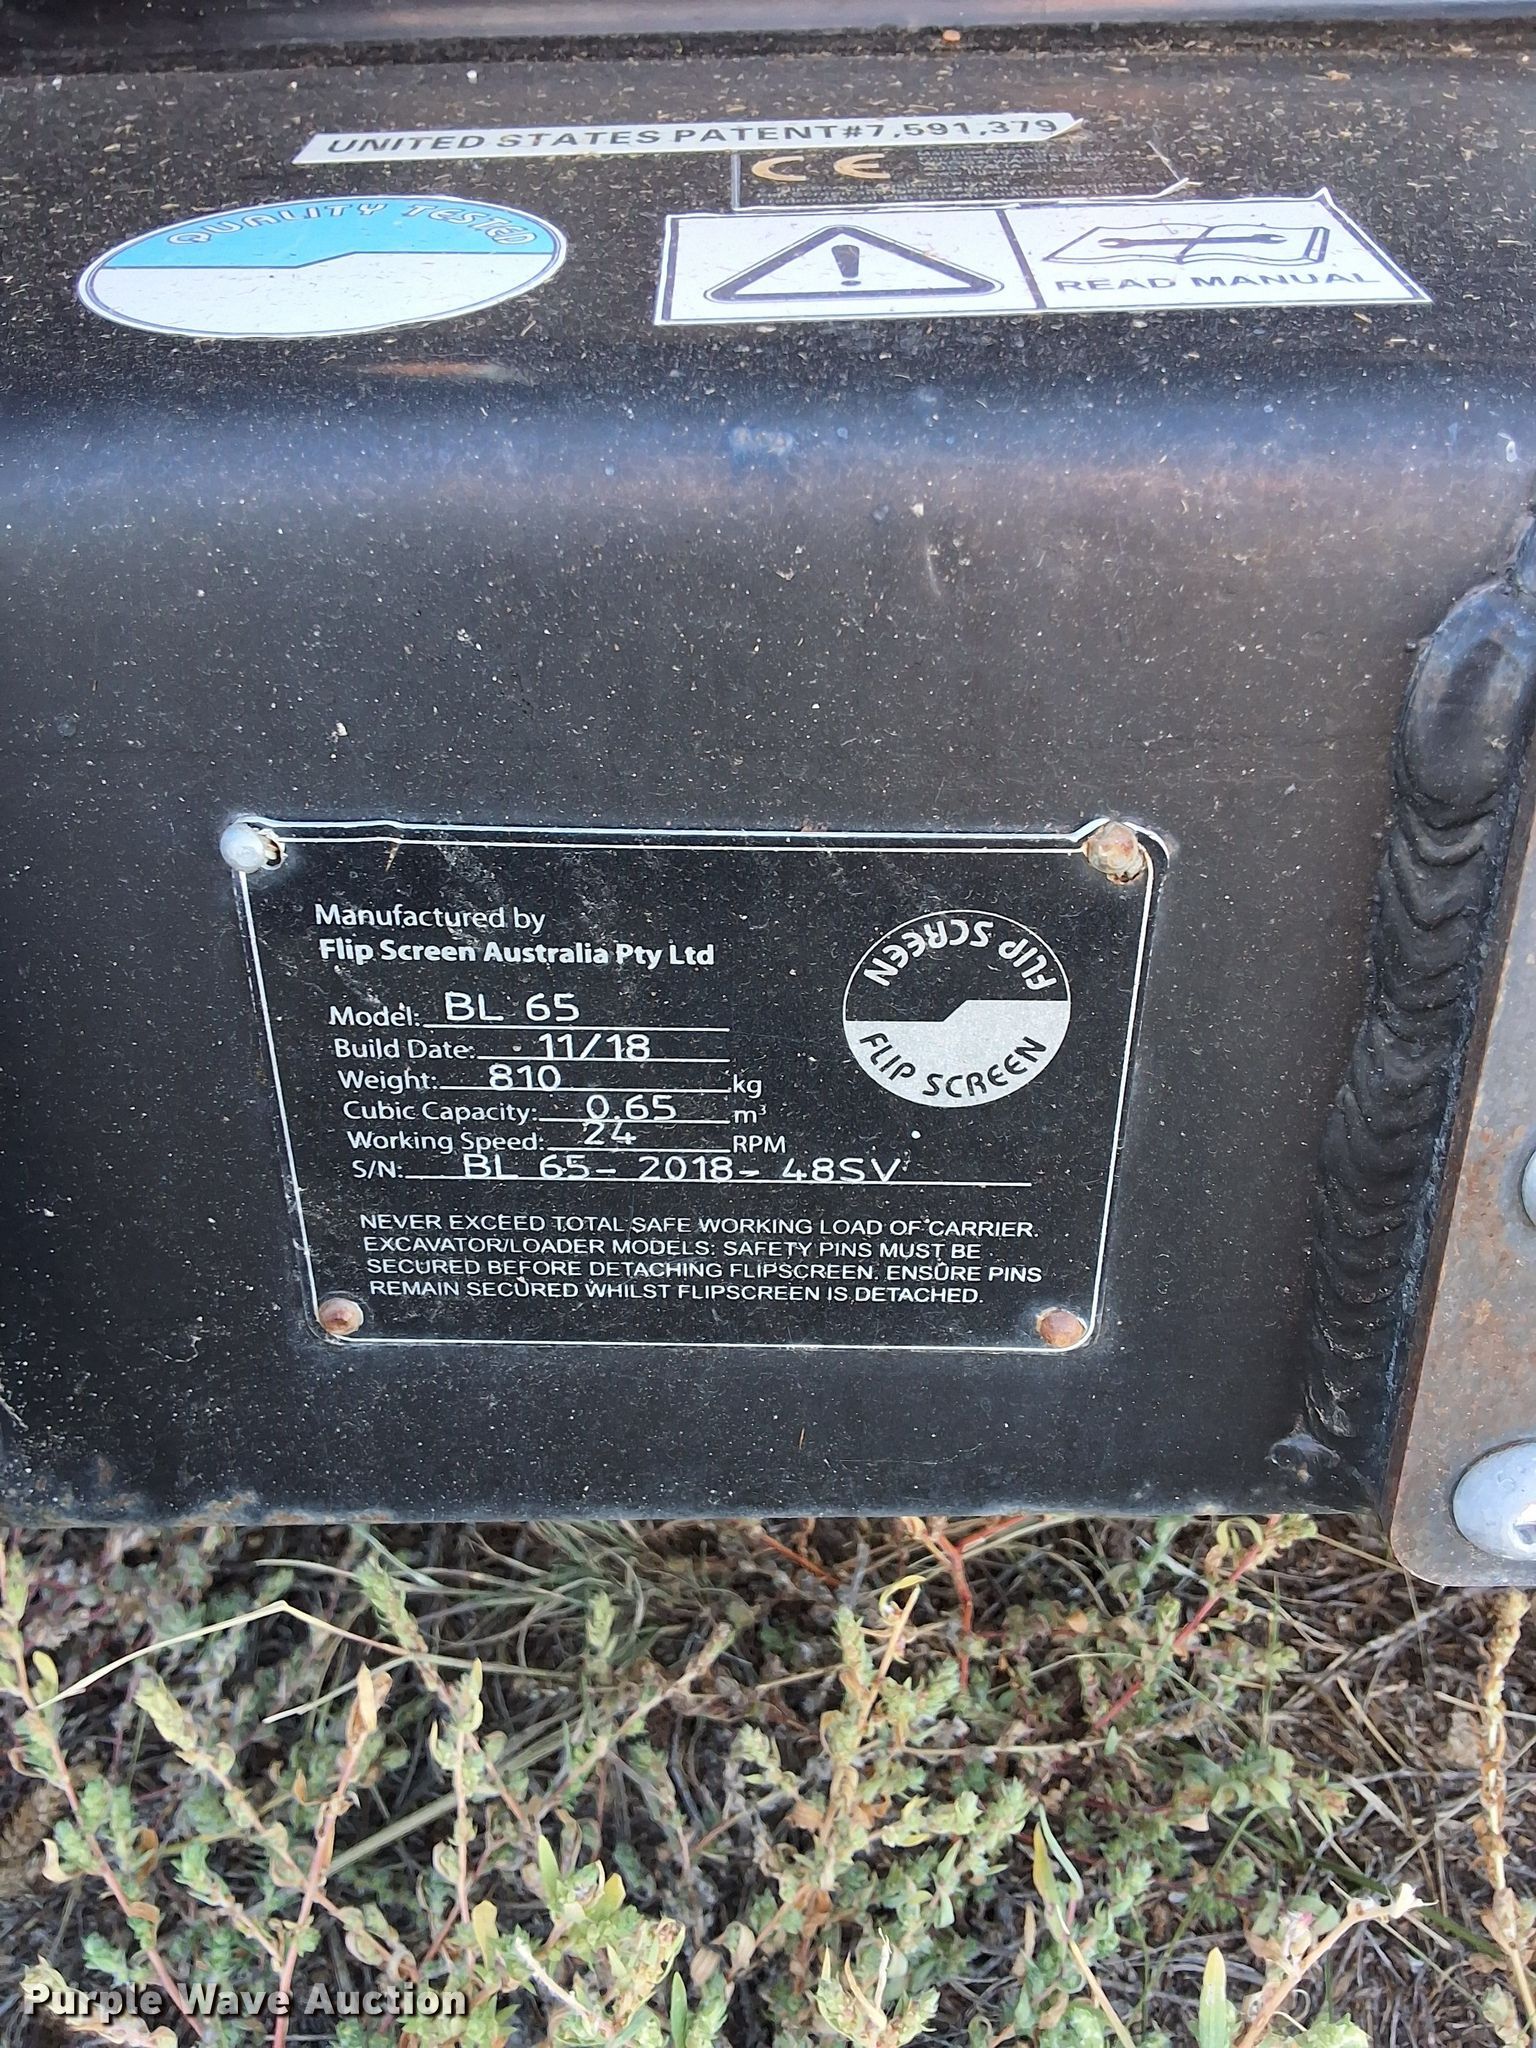 UNITED STATES PATENT#7,591,379
CE
QUALITY TESTED
!
READ MANUAL
Manufactured by
Flip Screen Australia Pty Ltd
Model: BL 65
Build Date: 11/18
Weight: 810 kg
Cubic Capacity: 0.65 m³
Working Speed: 24 RPM
S/N: BL 65- 2018- 48SV
FLIP SCREEN
FLIP SCREEN
NEVER EXCEED TOTAL SAFE WORKING LOAD OF CARRIER.
EXCAVATOR/LOADER MODELS: SAFETY PINS MUST BE
SECURED BEFORE DETACHING FLIPSCREEN. ENSURE PINS
REMAIN SECURED WHILST FLIPSCREEN IS DETACHED.
Purple Wave Auction